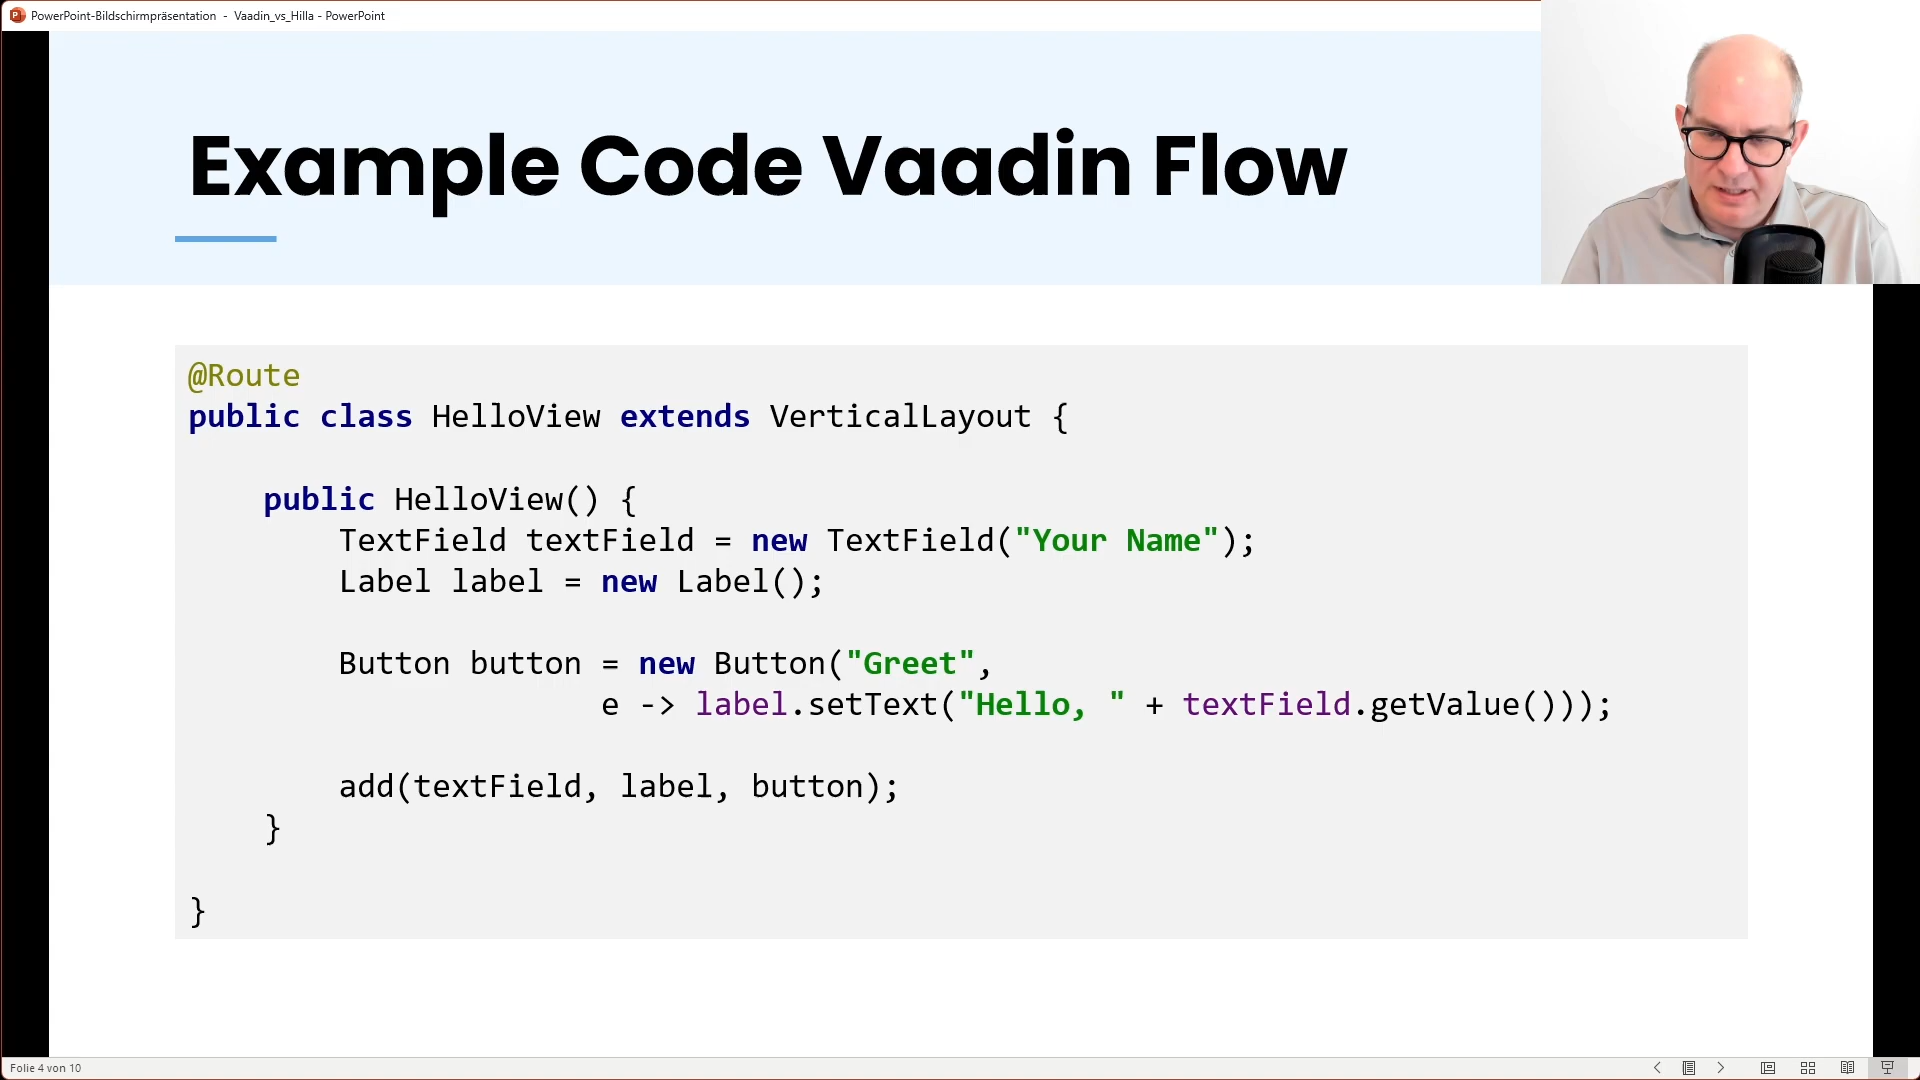 PowerPoint-Bildschirmpräsentation - Vaadin_vs_Hilla - PowerPoint
Example Code Vaadin Flow
@Route
public class HelloView extends VerticalLayout {
public HelloView() {
TextField textField = new TextField("Your Name");
Label label = new Label();
Button button = new Button("Greet",
e -> label.setText("Hello, " + textField.getValue()));
add(textField, label, button);
}
}
Folie 4 von 10